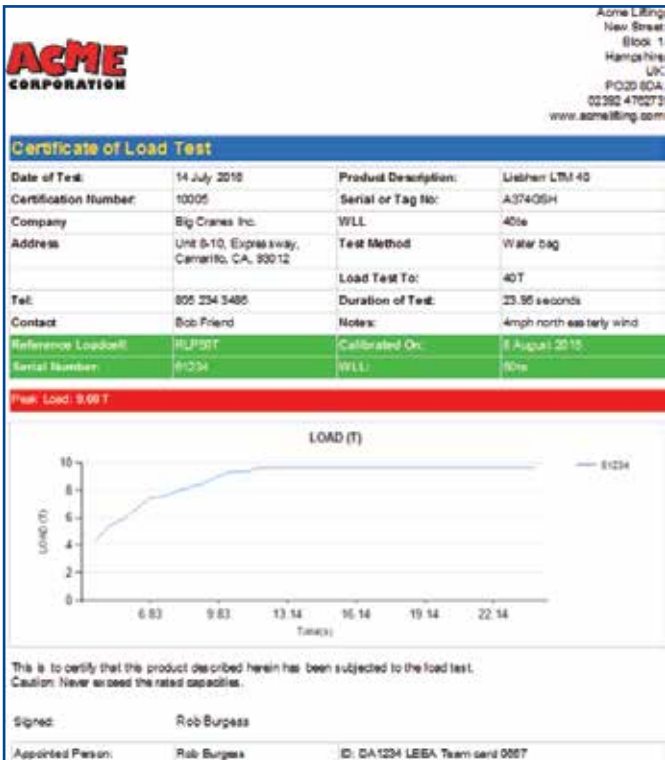 ACME
CORPORATION
Acme Lifting
New Street
Block 1
Hampshire
UK
PO20 8DA
02392 476273
www.acmelifting.com
Certificate of Load Test
Date of Test: 14 July 2016 Product Description: Liebherr LTM 40
Certification Number: 10005 Serial or Tag No: A374GSH
Company Big Cranes Inc. WLL 40te
Address Unit 8-10, Expressway, Test Method Water bag
Camarillo, CA, 93012
Load Test To: 40T
Tel: 805 234 3486 Duration of Test: 23.96 seconds
Contact Bob Friend Notes: 4mph north easterly wind
Reference Loadcell: RLP50T Calibrated On: 8 August 2015
Serial Number: 61234 WLL: 50te
Peak Load: 9.66 T
LOAD (T)
10
8
6
4
2
0
LOAD (T)
61234
6.83 9.83 13.14 16.14 19.14 22.14
Time(s)
This is to certify that this product described herein has been subjected to the load test.
Caution: Never exceed the rated capacities.
Signed: Rob Burgess
Appointed Person: Rob Burgess ID: DA1234 LEEA Team card 0667